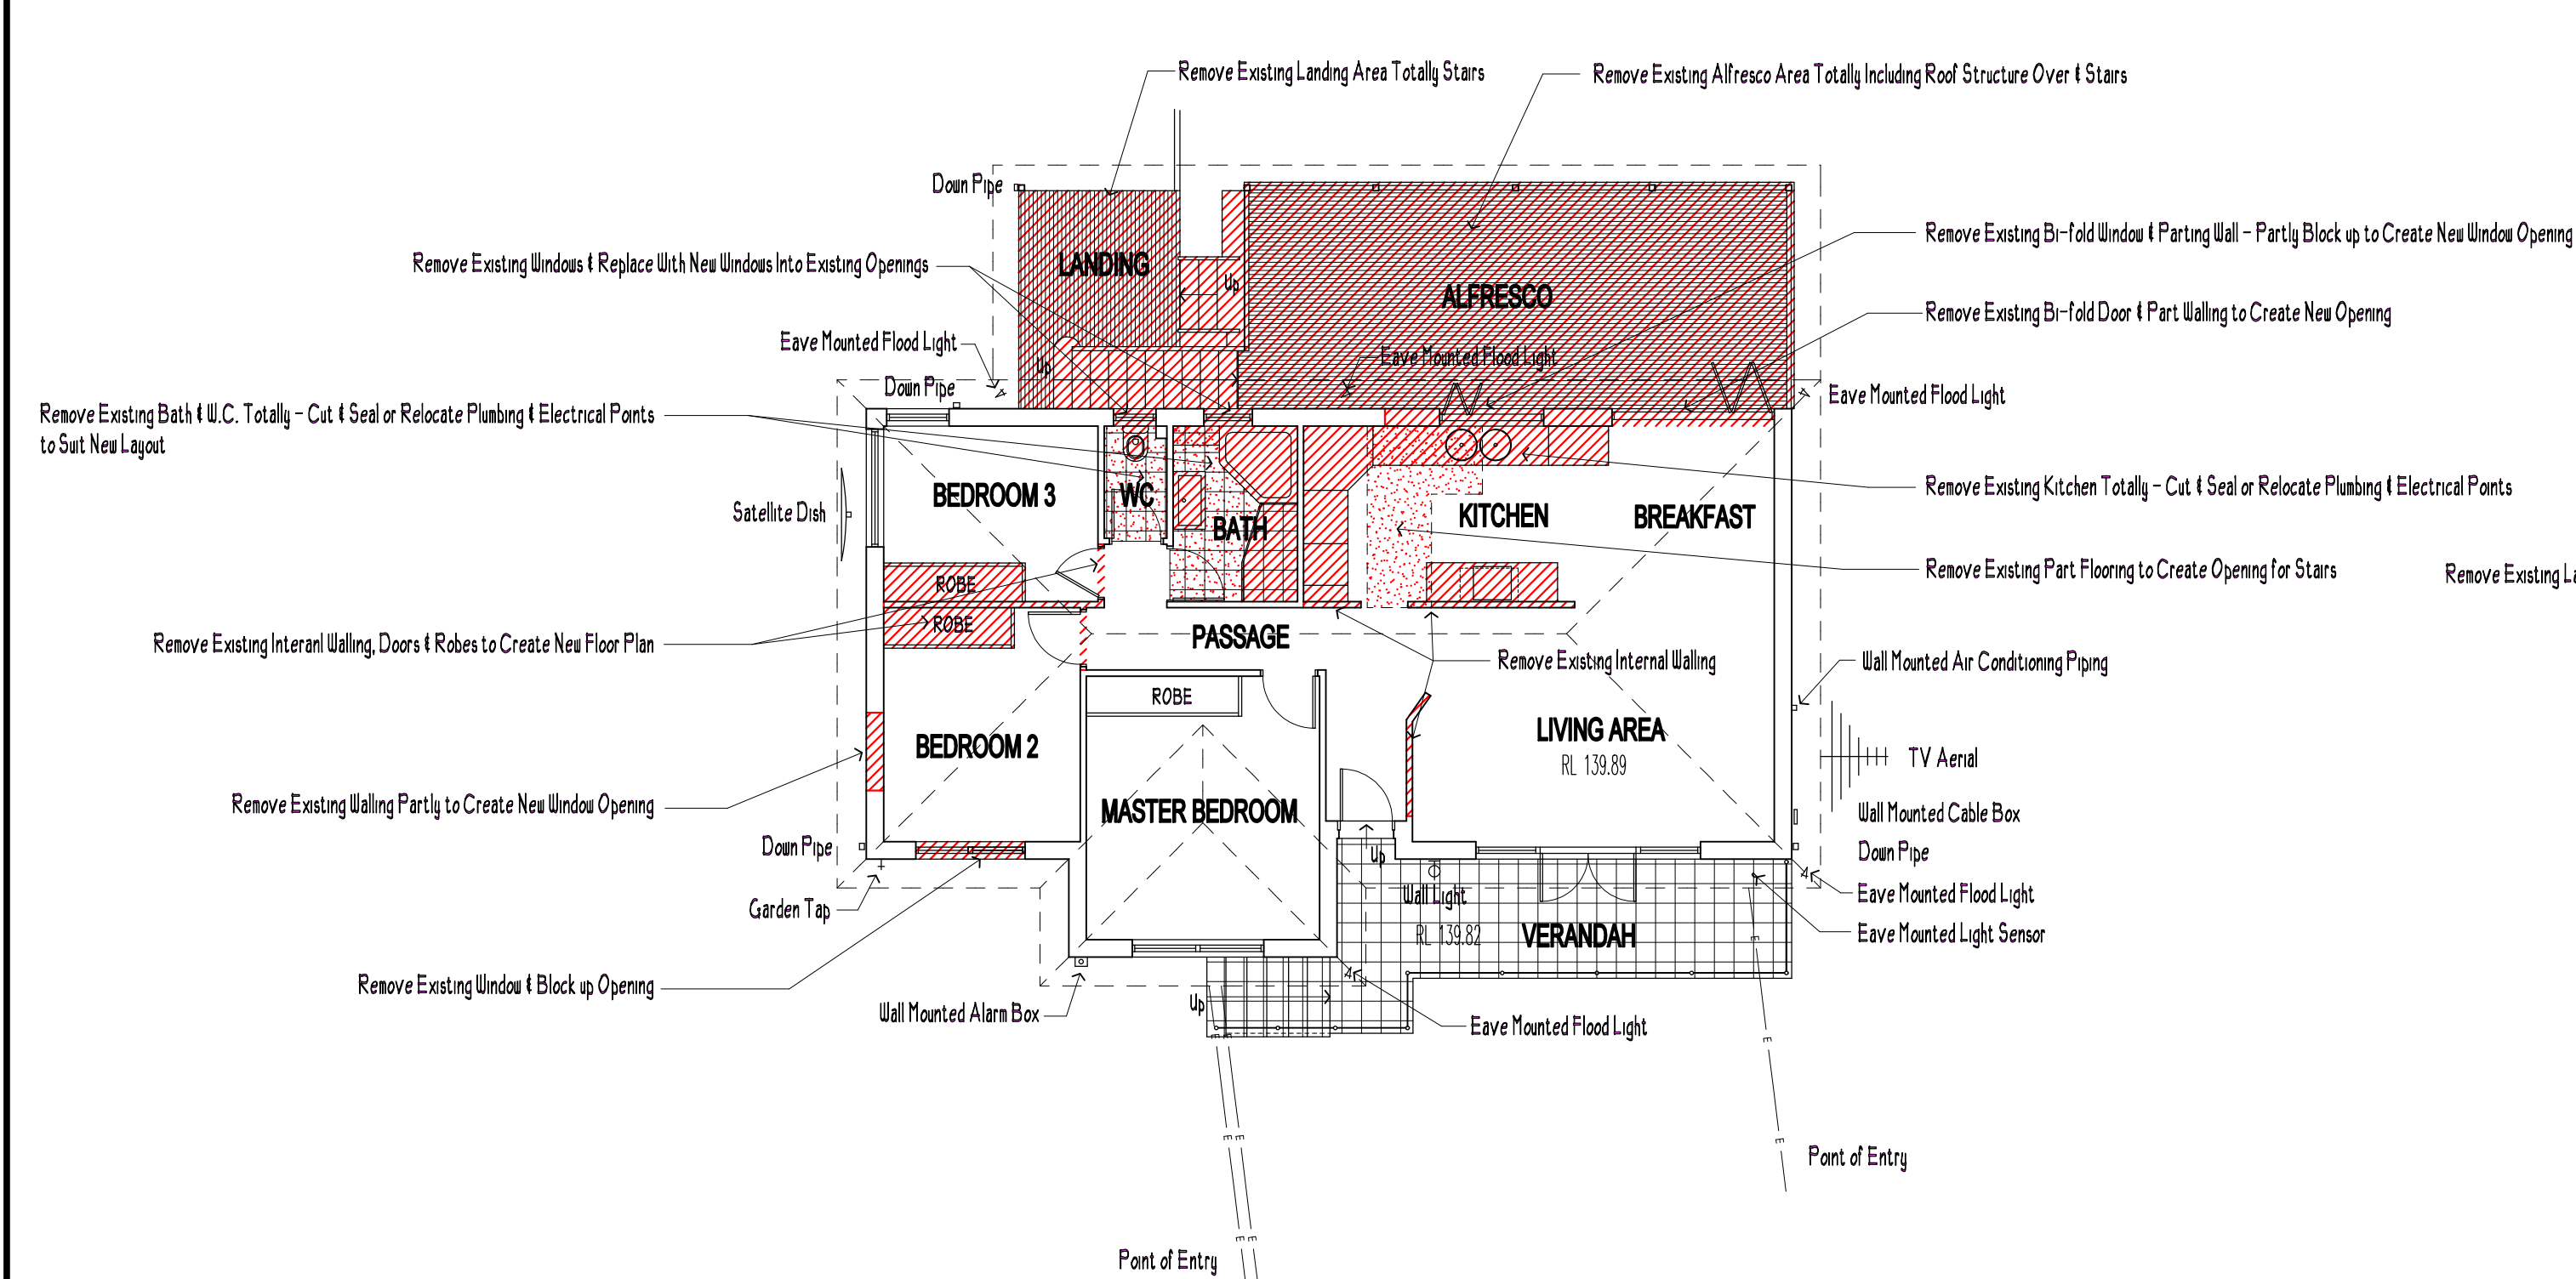 Remove Existing Landing Area Totally Stairs
Remove Existing Alfresco Area Totally Including Roof Structure Over & Stairs
Down Pipe
Remove Existing Bi-fold Window & Parting Wall - Partly Block up to Create New Window Opening
Remove Existing Windows & Replace With New Windows Into Existing Openings
LANDING
Up
ALFRESCO
Remove Existing Bi-fold Door & Part Walling to Create New Opening
Eave Mounted Flood Light
Up
Eave Mounted Flood Light
Down Pipe
Eave Mounted Flood Light
Remove Existing Bath & W.C. Totally - Cut & Seal or Relocate Plumbing & Electrical Points
to Suit New Layout
BEDROOM 3
WC
Remove Existing Kitchen Totally - Cut & Seal or Relocate Plumbing & Electrical Points
Satellite Dish
BATH
KITCHEN
BREAKFAST
Remove Existing Part Flooring to Create Opening for Stairs
Remove Existing La
ROBE
ROBE
Remove Existing Interanl Walling, Doors & Robes to Create New Floor Plan
PASSAGE
Remove Existing Internal Walling
Wall Mounted Air Conditioning Piping
ROBE
BEDROOM 2
LIVING AREA
RL 139.89
TV Aerial
Remove Existing Walling Partly to Create New Window Opening
MASTER BEDROOM
Wall Mounted Cable Box
Down Pipe
Up
Down Pipe
Eave Mounted Flood Light
Wall Light
Garden Tap
RL 139.82
VERANDAH
Eave Mounted Light Sensor
Remove Existing Window & Block up Opening
Up
Wall Mounted Alarm Box
Eave Mounted Flood Light
E
E
E
E
E
E
E
Point of Entry
E
E
Point of Entry